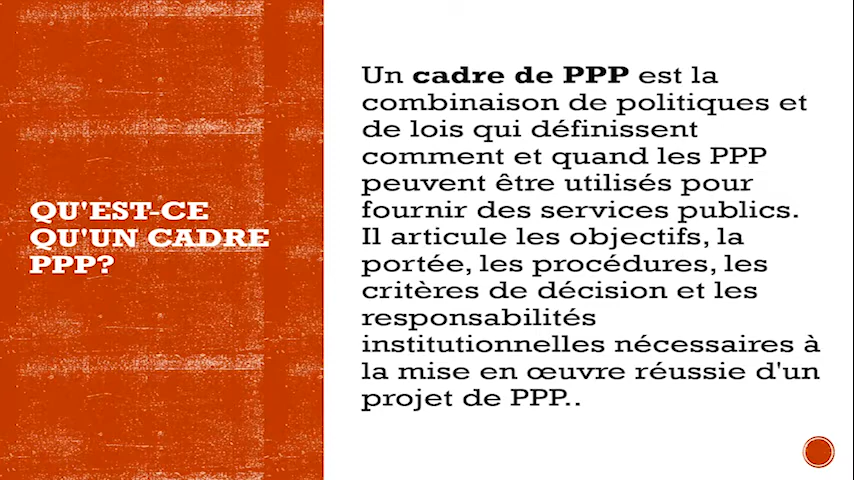 QU'EST-CE
QU'UN CADRE
PPP?
Un cadre de PPP est la
combinaison de politiques et
de lois qui définissent
comment et quand les PPP
peuvent être utilisés pour
fournir des services publics.
Il articule les objectifs, la
portée, les procédures, les
critères de décision et les
responsabilités
institutionnelles nécessaires à
la mise en œuvre réussie d'un
projet de PPP..